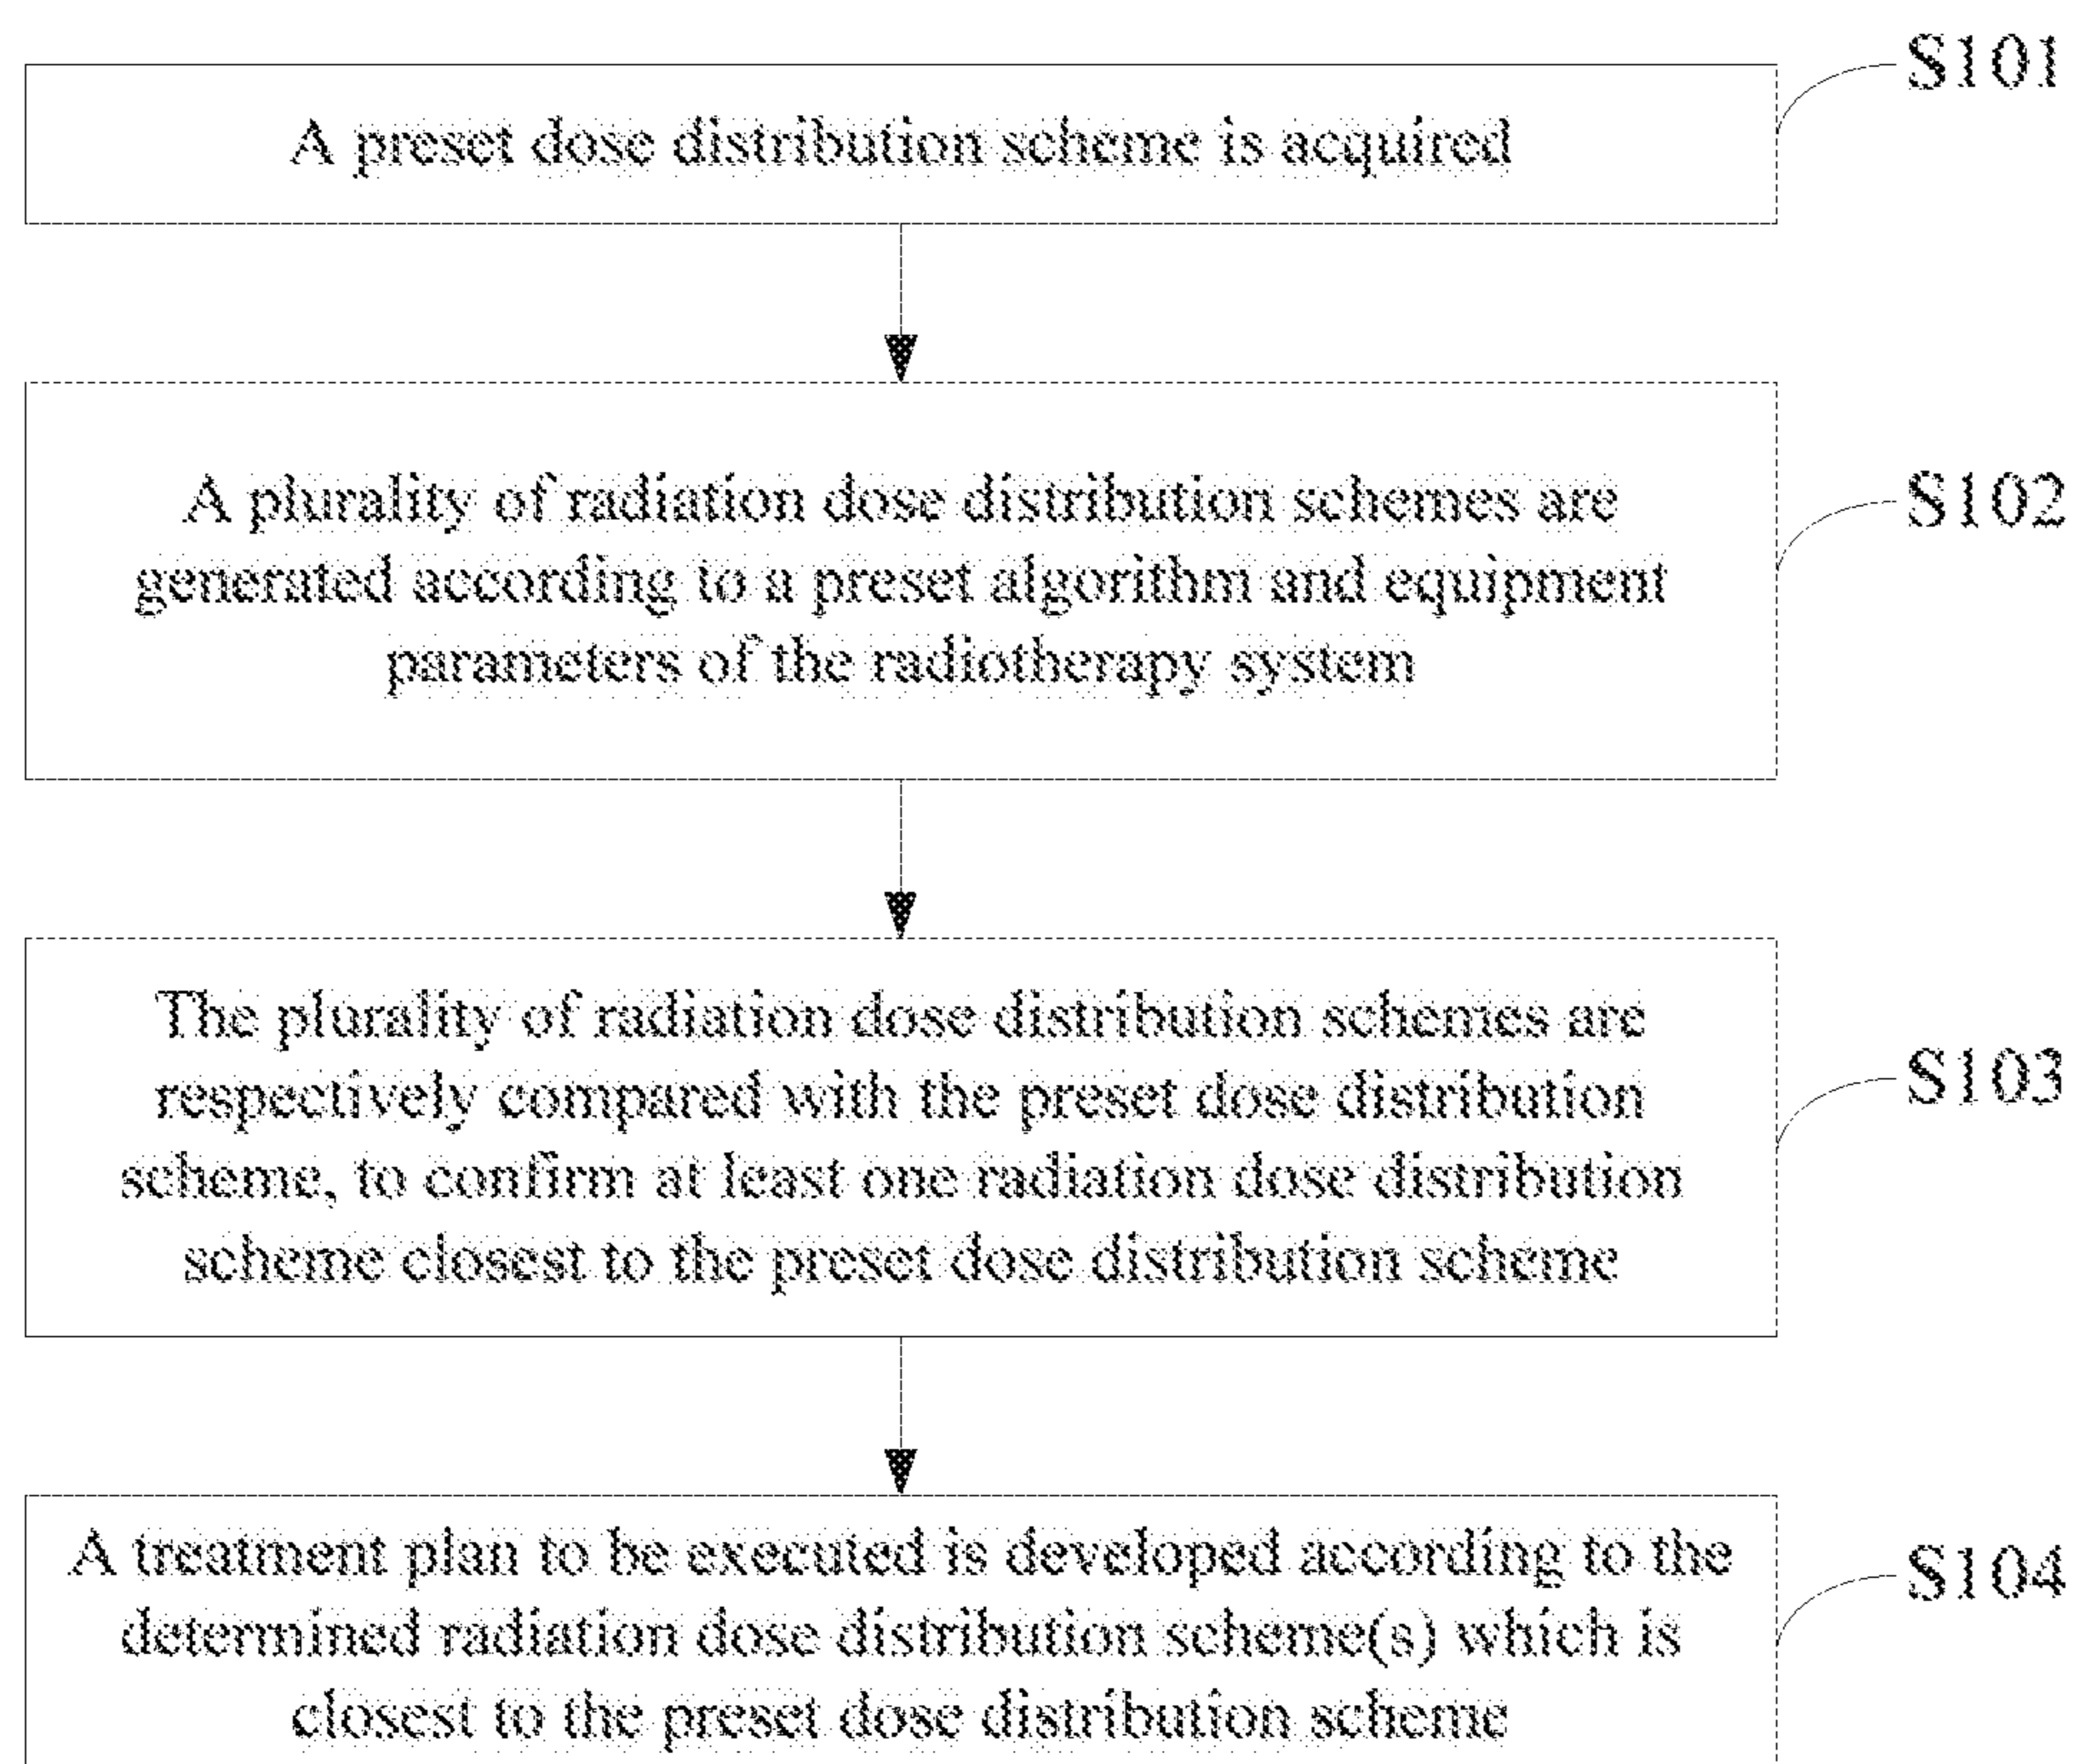 S101
A preset dose distribution scheme is acquired
A plurality of radiation dose distribution schemes are
S102
generated according to a preset algorithm and equipment
parameters of the radiotherapy system
The plurality of radiation dose distribution schemes are
respectively compared with the preset dose distribution
S103
scheme, to confirm at least one radiation dose distribution
scheme closest to the preset dose distribution scheme
A treatment plan to be executed is developed according to the
S104
determined radiation dose distribution scheme(s) which is
closest to the preset dose distribution scheme